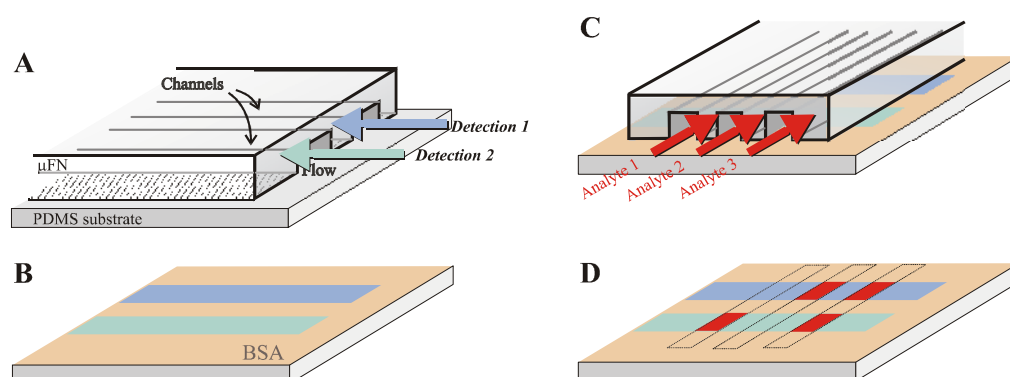 A
Channels
Detection 1
Detection 2
µFN
Flow
PDMS substrate
B
BSA
C
Analyte 1
Analyte 2
Analyte 3
D